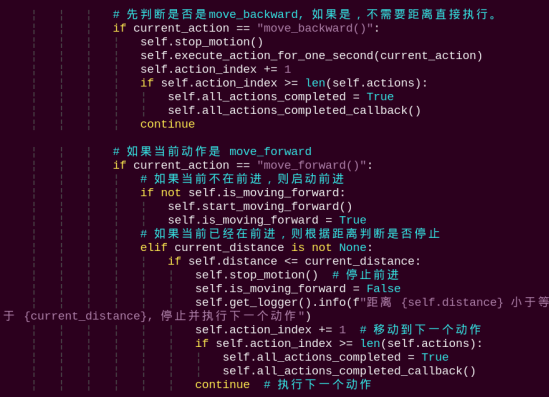 # 先判断是否是move_backward, 如果是，不需要距离直接执行。
if current_action == "move_backward()":
self.stop_motion()
self.execute_action_for_one_second(current_action)
self.action_index += 1
if self.action_index >= len(self.actions):
self.all_actions_completed = True
self.all_actions_completed_callback()
continue
# 如果当前动作是 move_forward
if current_action == "move_forward()":
# 如果当前不在前进，则启动前进
if not self.is_moving_forward:
self.start_moving_forward()
self.is_moving_forward = True
# 如果当前已经在前进，则根据距离判断是否停止
elif current_distance is not None:
if self.distance <= current_distance:
self.stop_motion()  # 停止前进
self.is_moving_forward = False
self.get_logger().info(f"距离 {self.distance} 小于等
于 {current_distance}, 停止并执行下一个动作")
self.action_index += 1  # 移动到下一个动作
if self.action_index >= len(self.actions):
self.all_actions_completed = True
self.all_actions_completed_callback()
continue  # 执行下一个动作